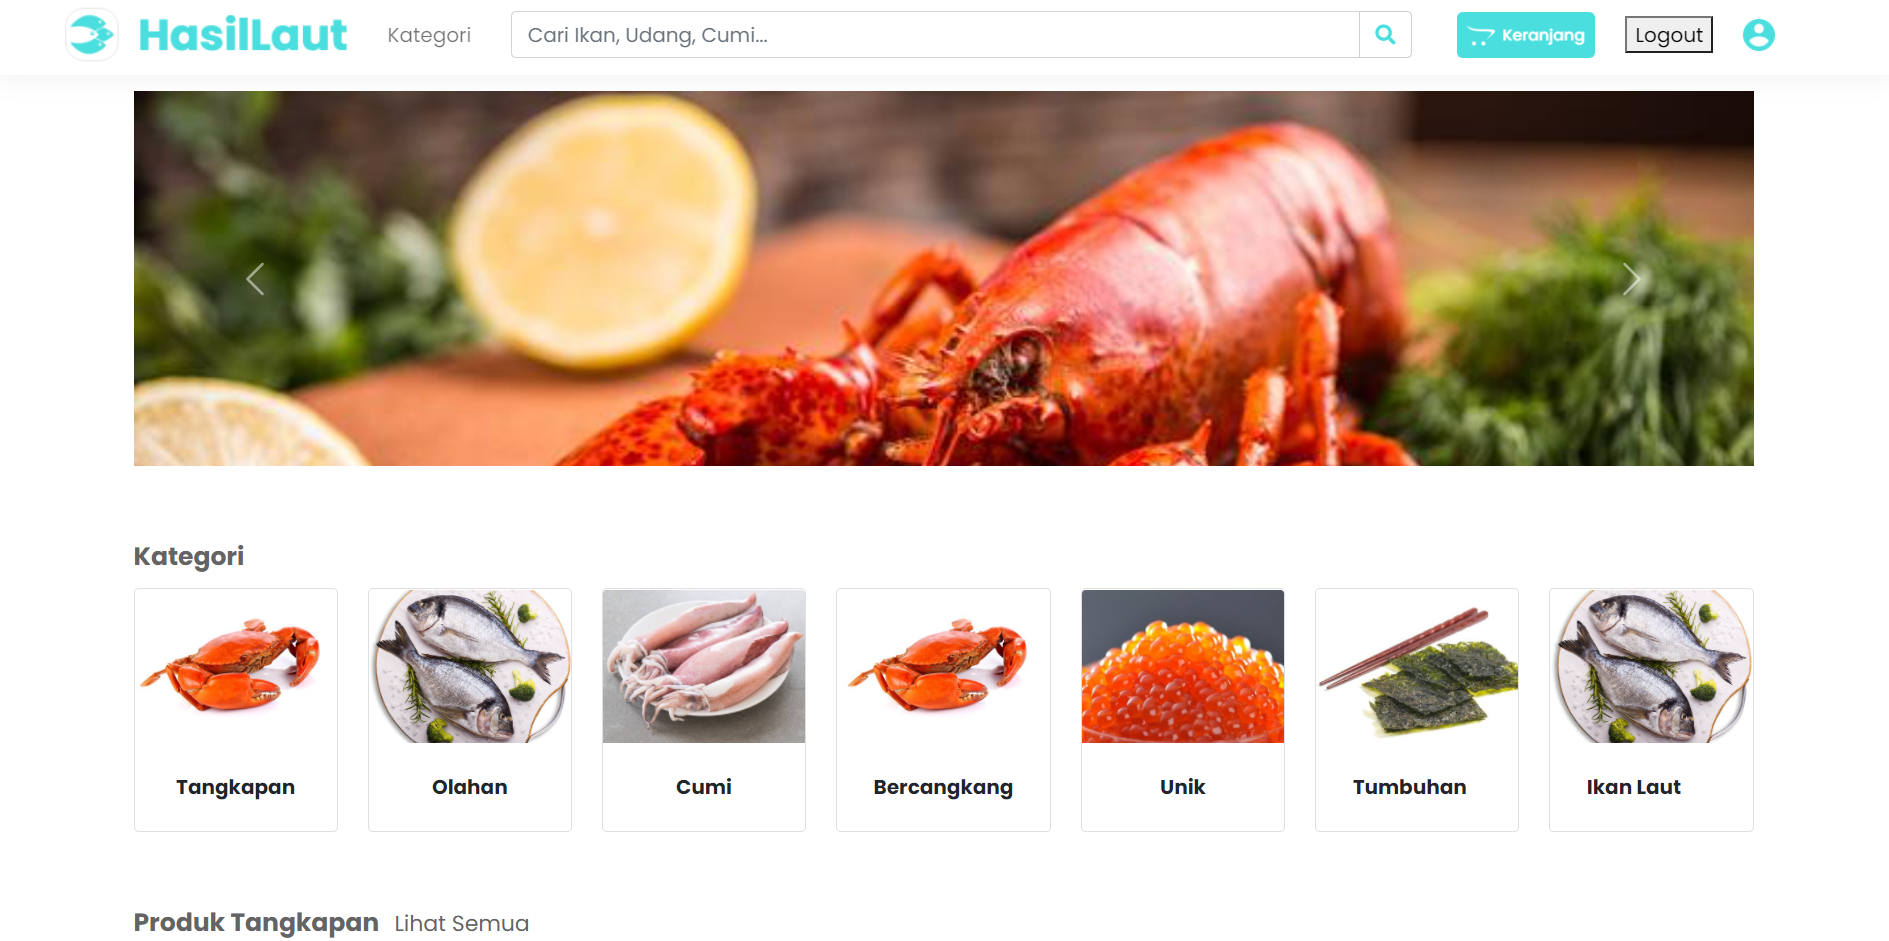 HasilLaut
Kategori
Cari Ikan, Udang, Cumi...
Keranjang
Logout
Kategori
Tangkapan
Olahan
Cumi
Bercangkang
Unik
Tumbuhan
Ikan Laut
Produk Tangkapan Lihat Semua